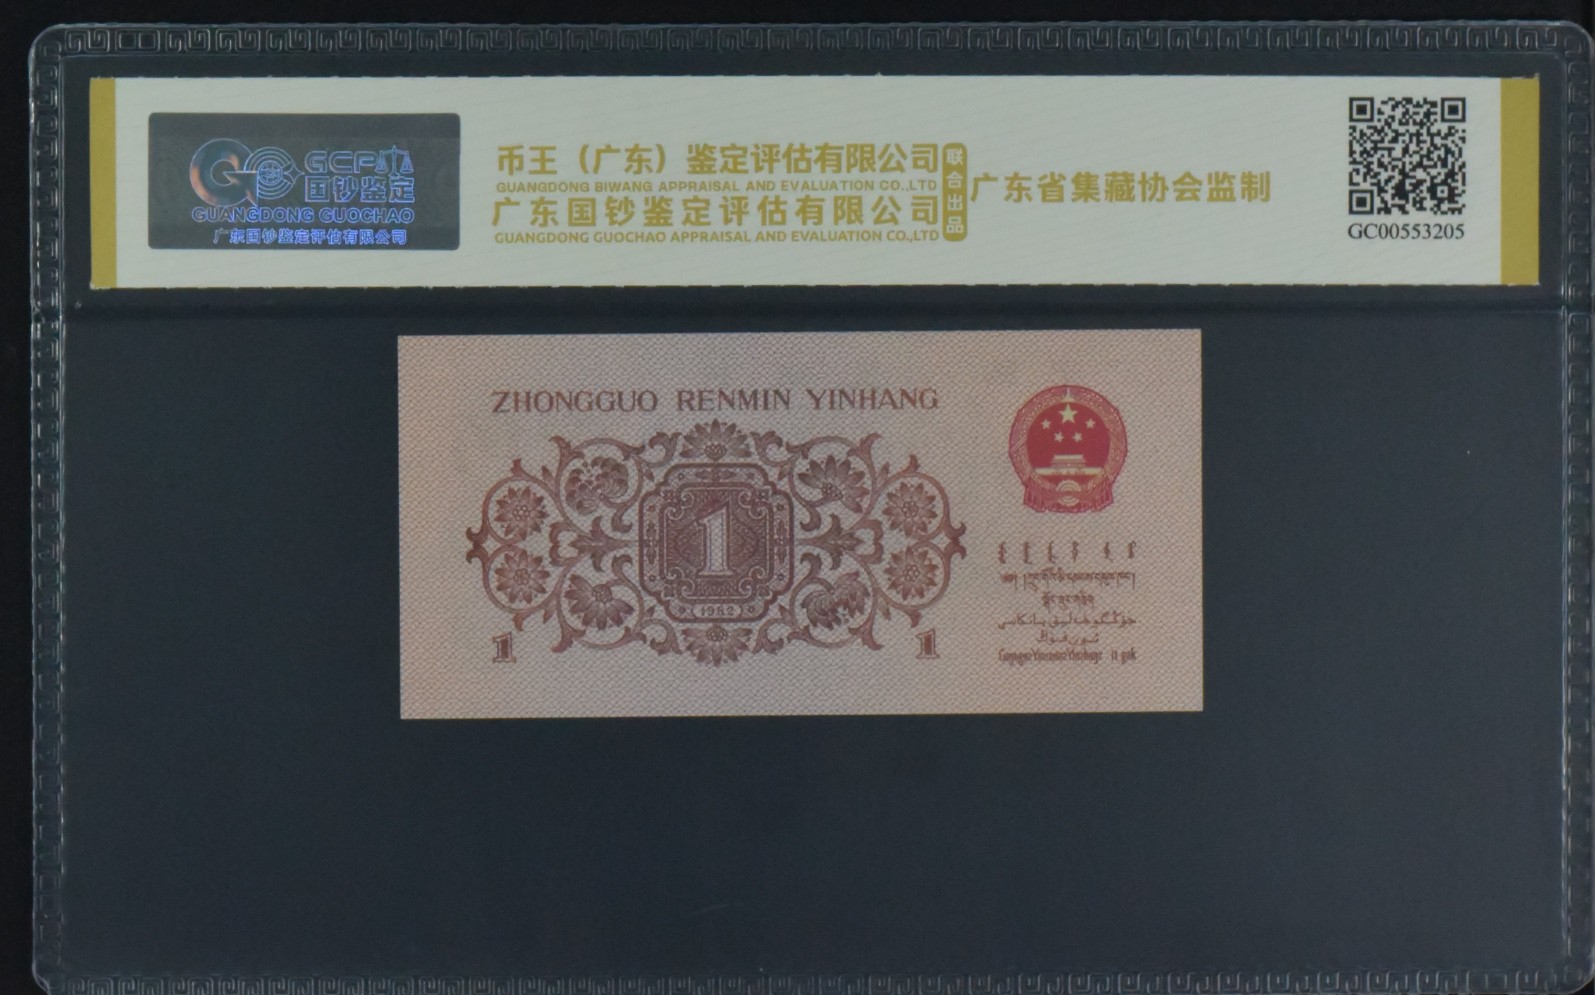 GCPA
国钞鉴定
GUANGDONG GUOCHAO
广东国钞鉴定评估有限公司
币王（广东）鉴定评估有限公司
GUANGDONG BIWANG APPRAISAL AND EVALUATION CO.,LTD
广东国钞鉴定评估有限公司
GUANGDONG GUOCHAO APPRAISAL AND EVALUATION CO.,LTD
联合出品
广东省集藏协会监制
GC00553205
ZHONGGUO RENMIN YINHANG
1
(1962)
1
1